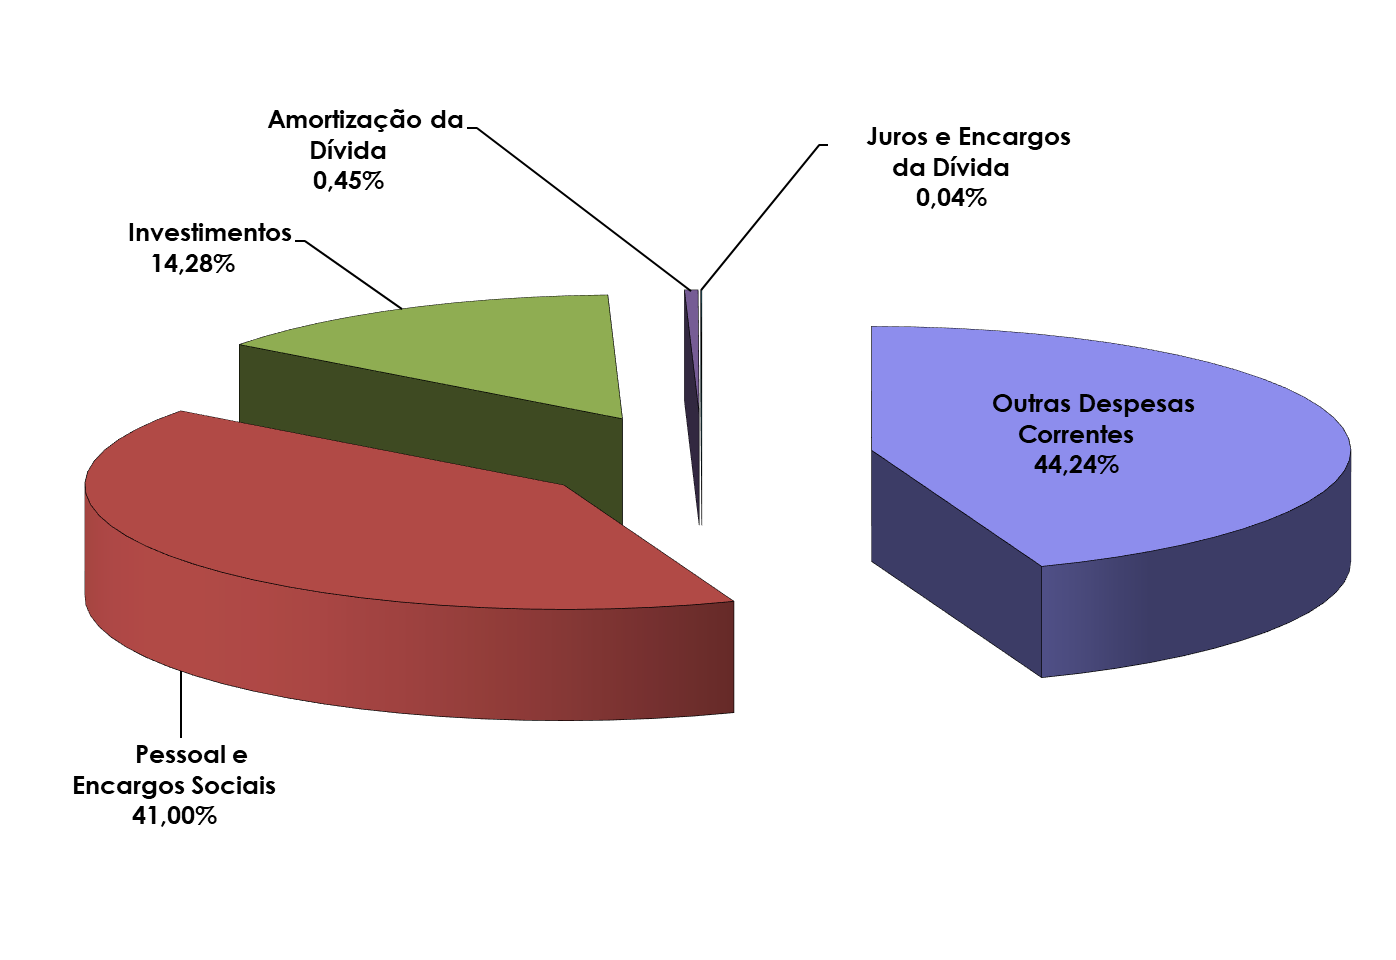 Amortização da
Dívida
0,45%
Juros e Encargos
da Dívida
0,04%
Investimentos
14,28%
Outras Despesas
Correntes
44,24%
Pessoal e
Encargos Sociais
41,00%